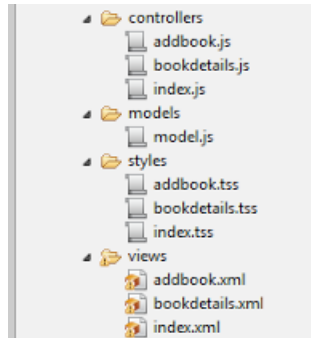 controllers
addbook.js
bookdetails.js
index.js
models
model.js
styles
addbook.tss
bookdetails.tss
index.tss
views
addbook.xml
bookdetails.xml
index.xml